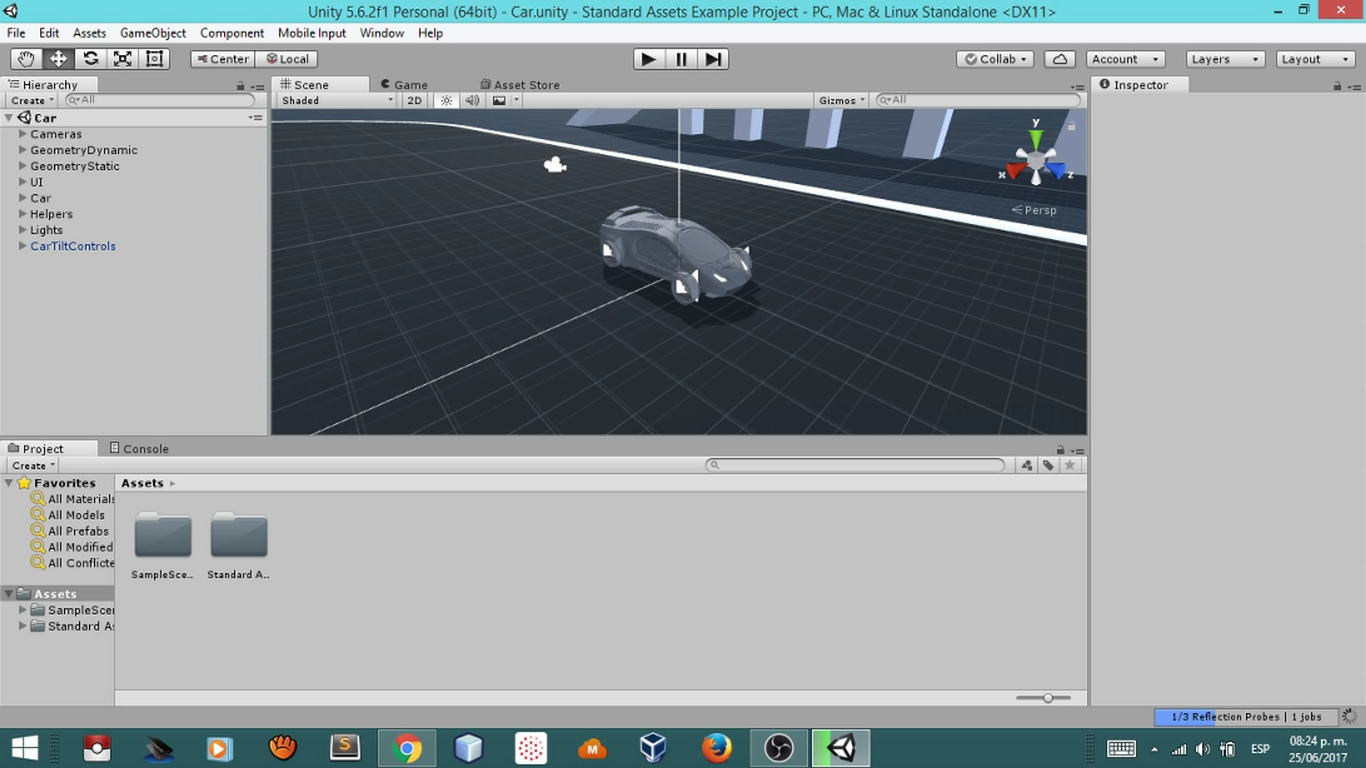 Unity 5.6.2f1 Personal (64bit) - Car.unity - Standard Assets Example Project - PC, Mac & Linux Standalone <DX11>
File Edit Assets GameObject Component Mobile Input Window Help
Center Local Collab Account Layers Layout
Hierarchy
Create All
Car
Cameras
GeometryDynamic
GeometryStatic
UI
Car
Helpers
Lights
CarTiltControls
Scene Game Asset Store
Shaded 2D Gizmos All
y
x z
Persp
Inspector
Project Console
Create
Favorites
All Materials
All Models
All Prefabs
All Modified
All Conflicte
Assets
SampleScen
Standard As
Assets
SampleSce..
Standard A..
1/3 Reflection Probes | 1 jobs
S
M
ESP
08:24 p. m.
25/06/2017